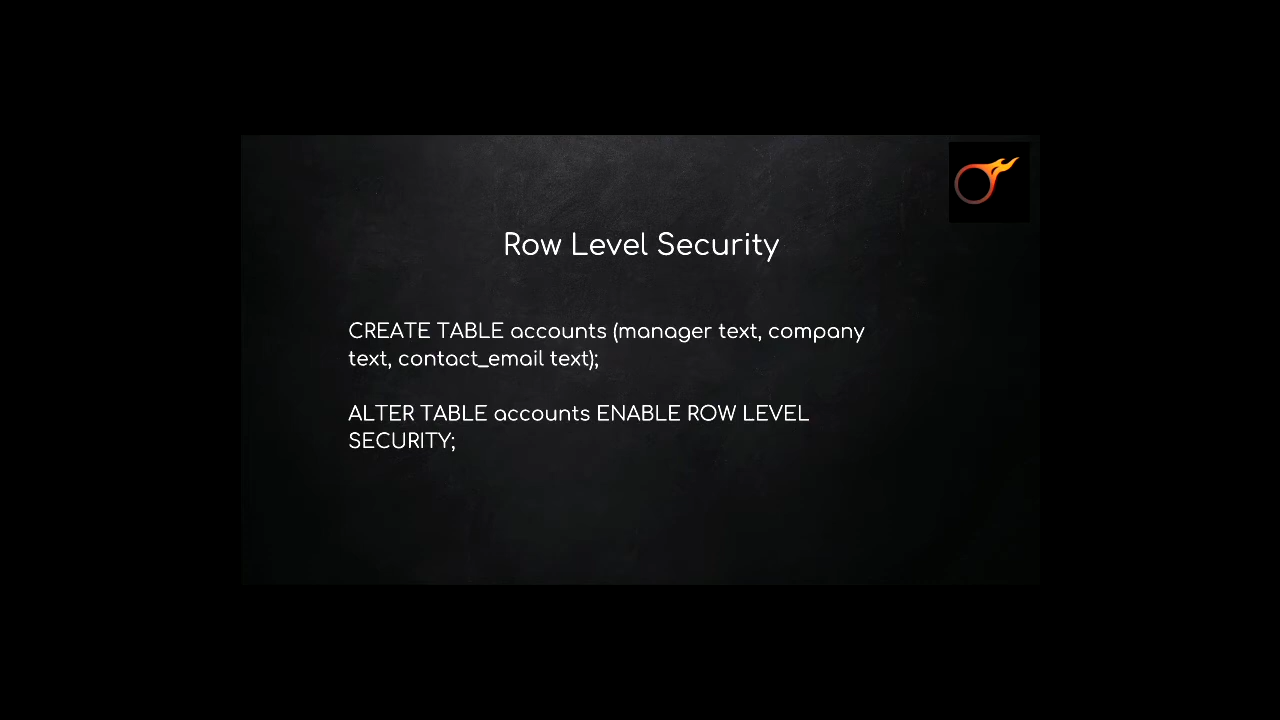 Row Level Security
CREATE TABLE accounts (manager text, company
text, contact_email text);
ALTER TABLE accounts ENABLE ROW LEVEL
SECURITY;